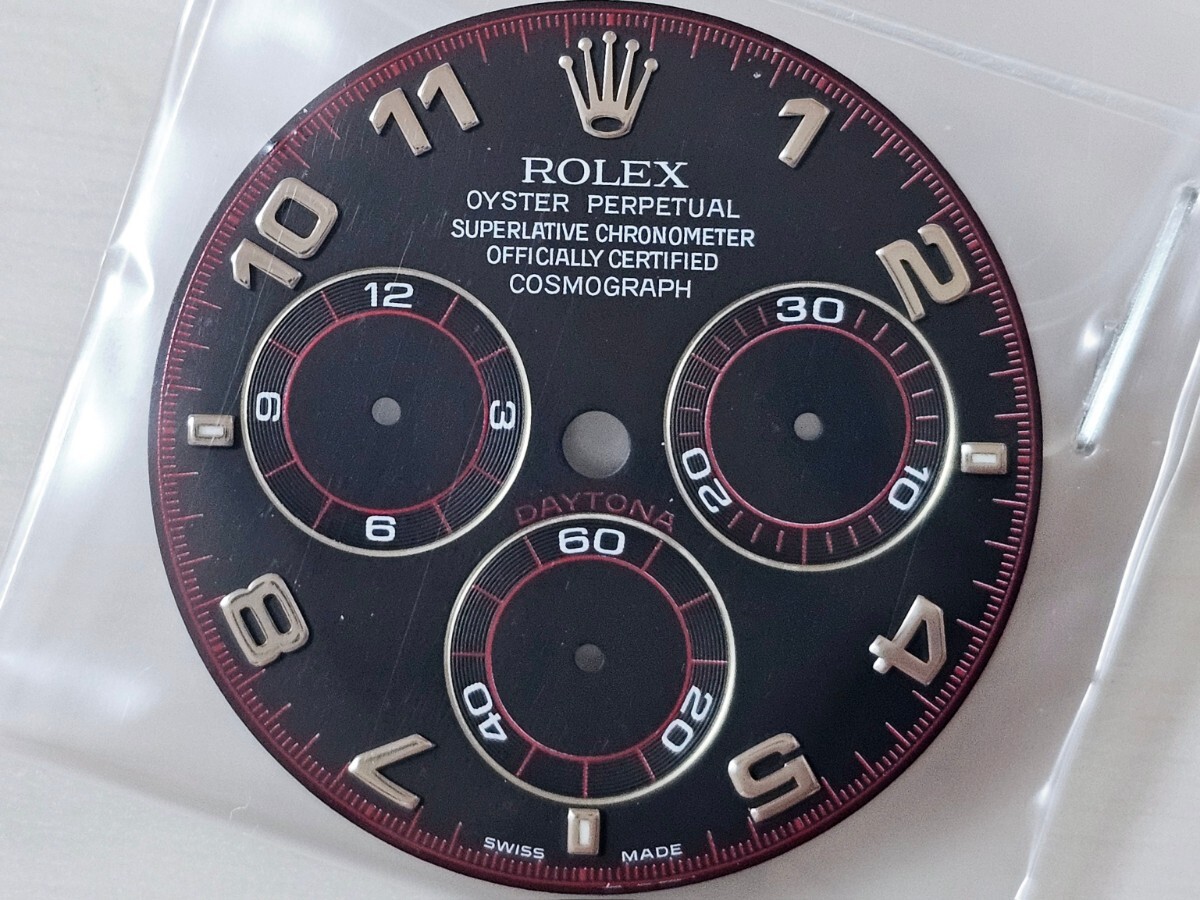 ROLEX
OYSTER PERPETUAL
SUPERLATIVE CHRONOMETER
OFFICIALLY CERTIFIED
COSMOGRAPH
DAYTONA
1
2
4
5
7
8
10
11
12
3
6
9
30
10
20
60
20
40
SWISS MADE